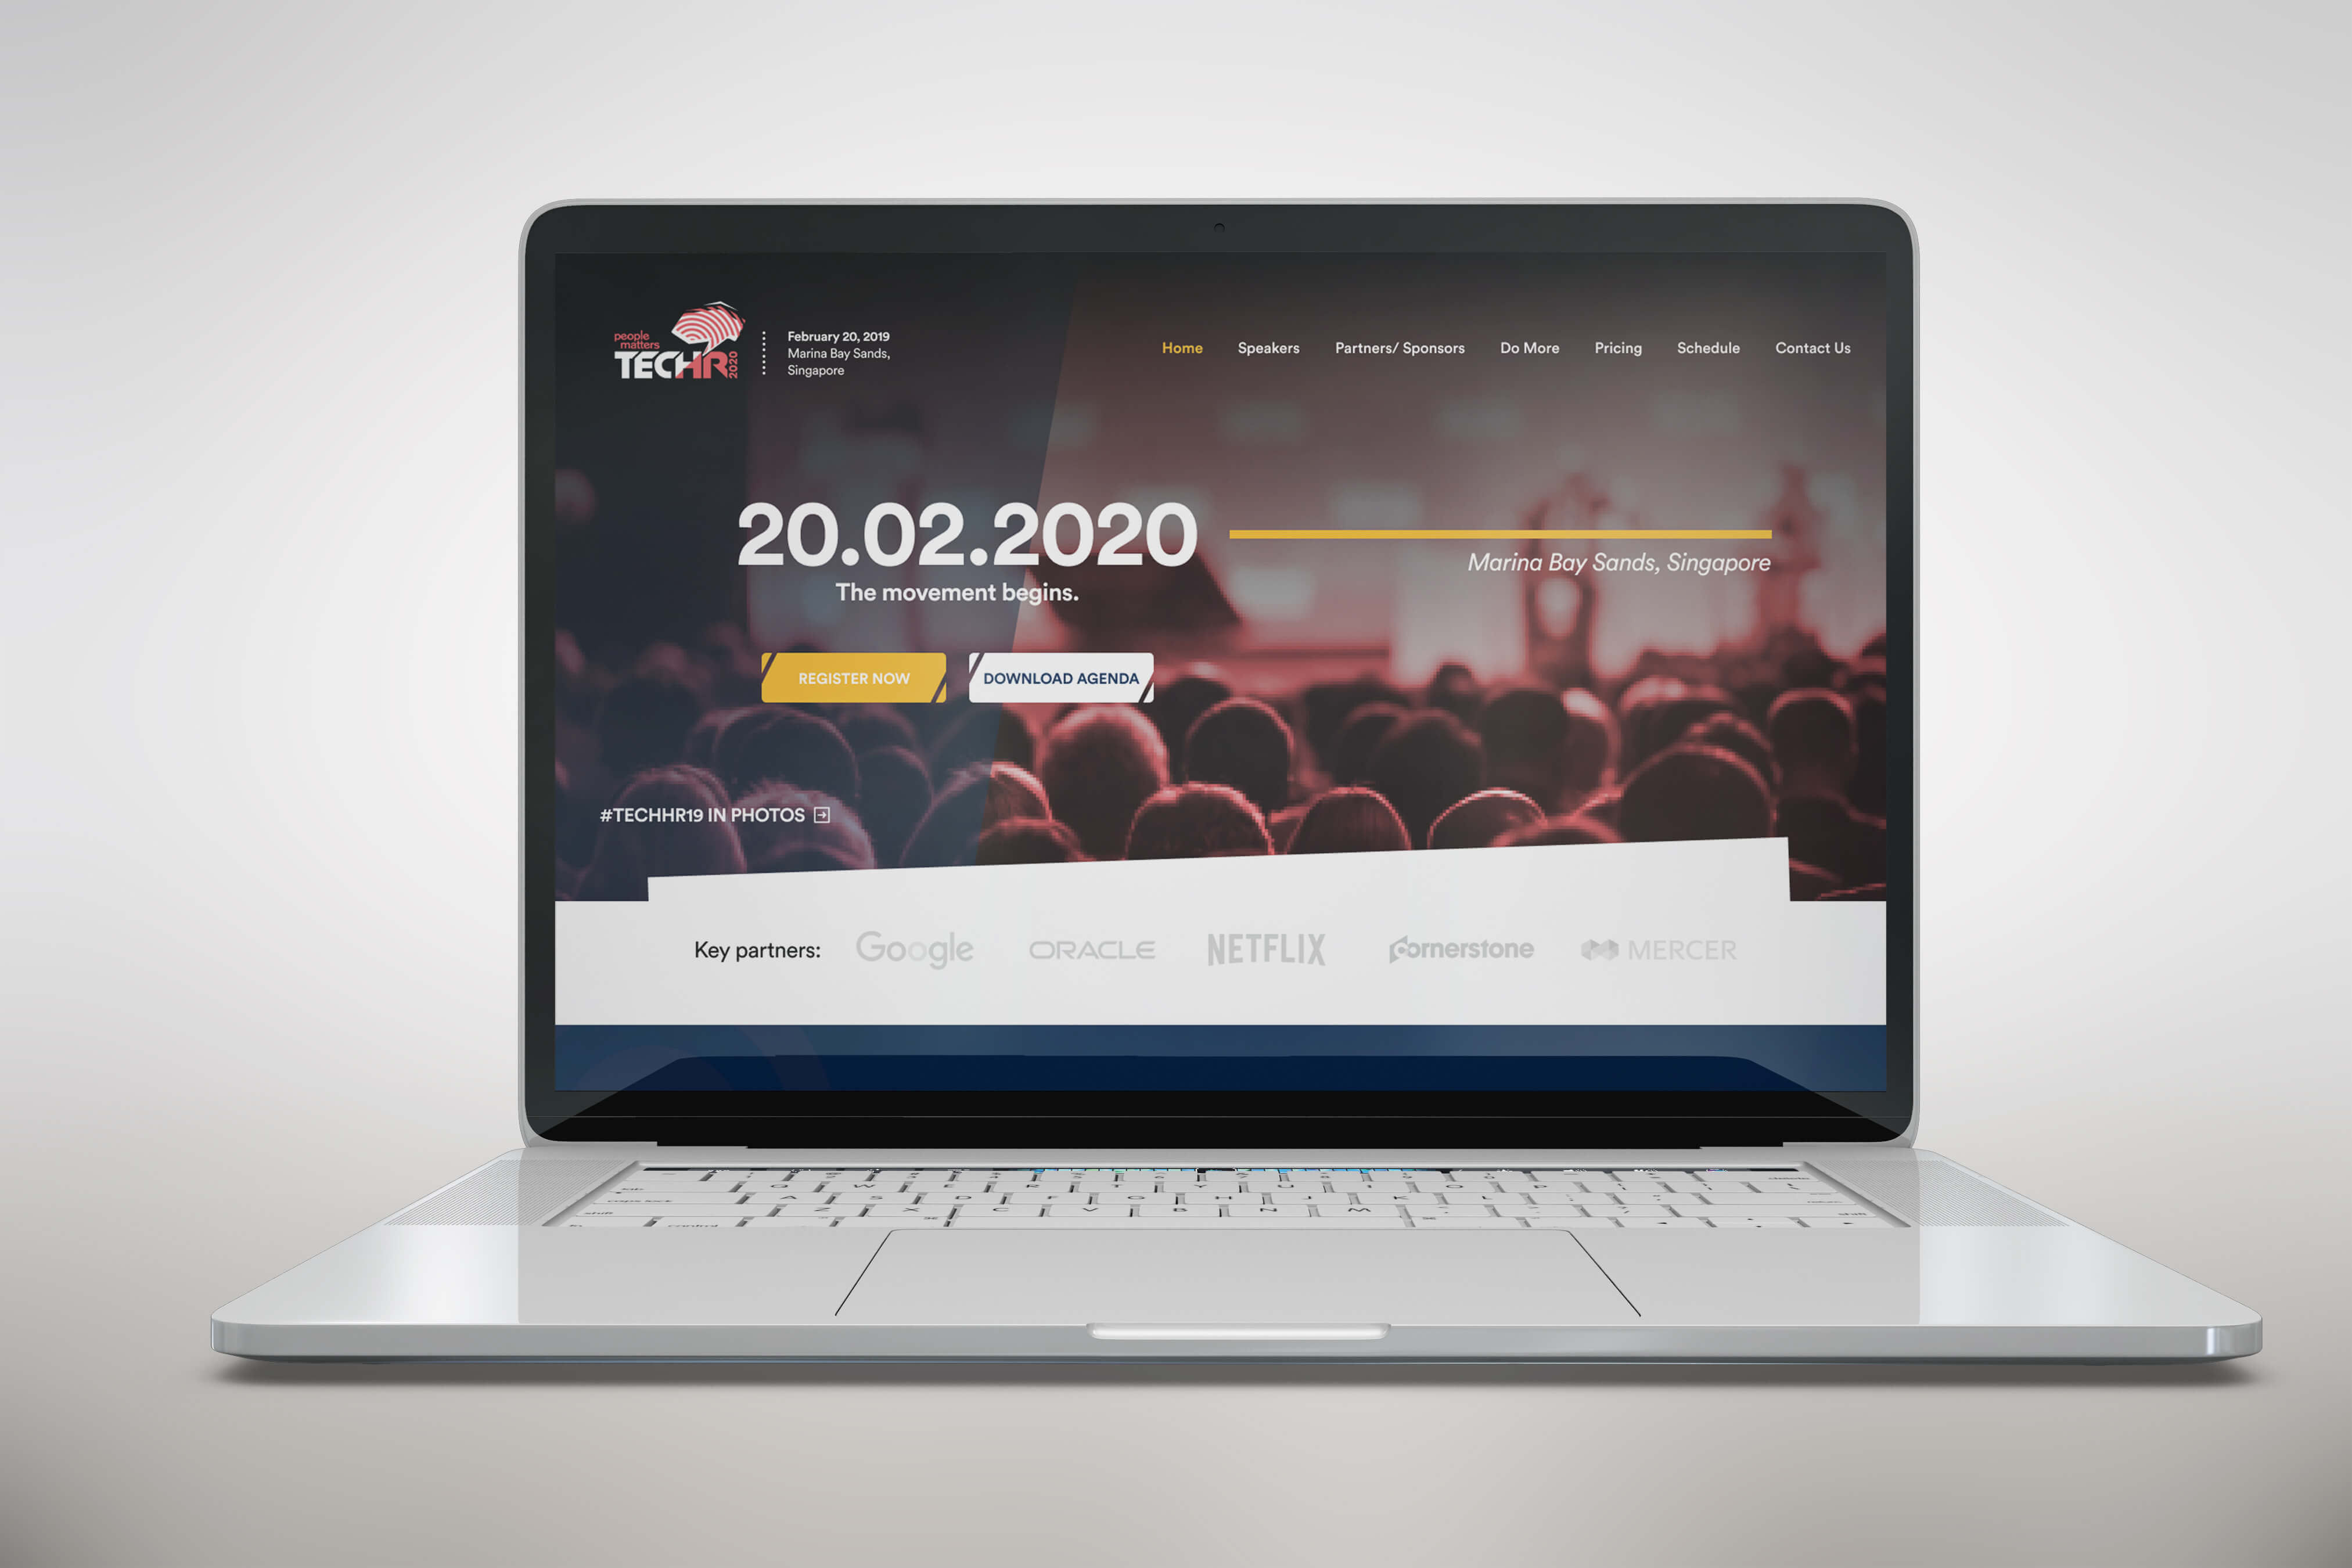 people
matters
TECHR
2020
February 20, 2019
Marina Bay Sands,
Singapore
Home Speakers Partners/ Sponsors Do More Pricing Schedule Contact Us
20.02.2020
The movement begins.
Marina Bay Sands, Singapore
REGISTER NOW DOWNLOAD AGENDA
#TECHHR19 IN PHOTOS
Key partners: Google ORACLE NETFLIX Cornerstone MERCER
Q W E R T Y U I O P
A S D F G H J K L
Z X C V B N M